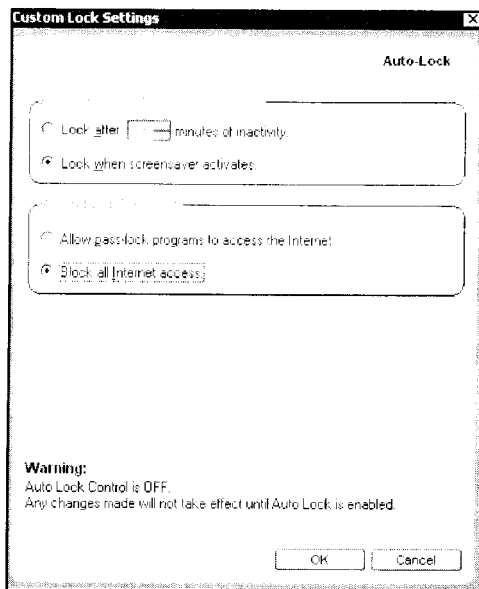 Custom Lock Settings
Auto-Lock
Lock after minutes of inactivity.
Lock when screensaver activates.
Allow pass-lock programs to access the Internet
Block all Internet access.
Warning:
Auto Lock Control is OFF.
Any changes made will not take effect until Auto Lock is enabled.
OK
Cancel